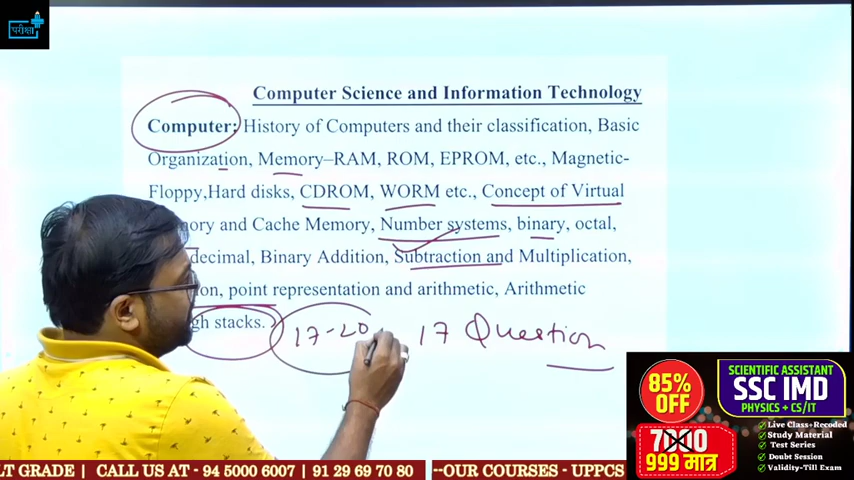 परीक्षा
Computer Science and Information Technology
Computer: History of Computers and their classification, Basic
Organization, Memory–RAM, ROM, EPROM, etc., Magnetic-
Floppy,Hard disks, CDROM, WORM etc., Concept of Virtual
ory and Cache Memory, Number systems, binary, octal,
decimal, Binary Addition, Subtraction and Multiplication,
on, point representation and arithmetic, Arithmetic
gh stacks.
17-20 17 Question
SCIENTIFIC ASSISTANT
85%
OFF
SSC IMD
PHYSICS + CS/IT
7000
999 मात्र
Live Class+Recoded
Study Material
Test Series
Doubt Session
Validity-Till Exam
LT GRADE | CALL US AT - 94 5000 6007 | 91 29 69 70 80 --OUR COURSES - UPPCS